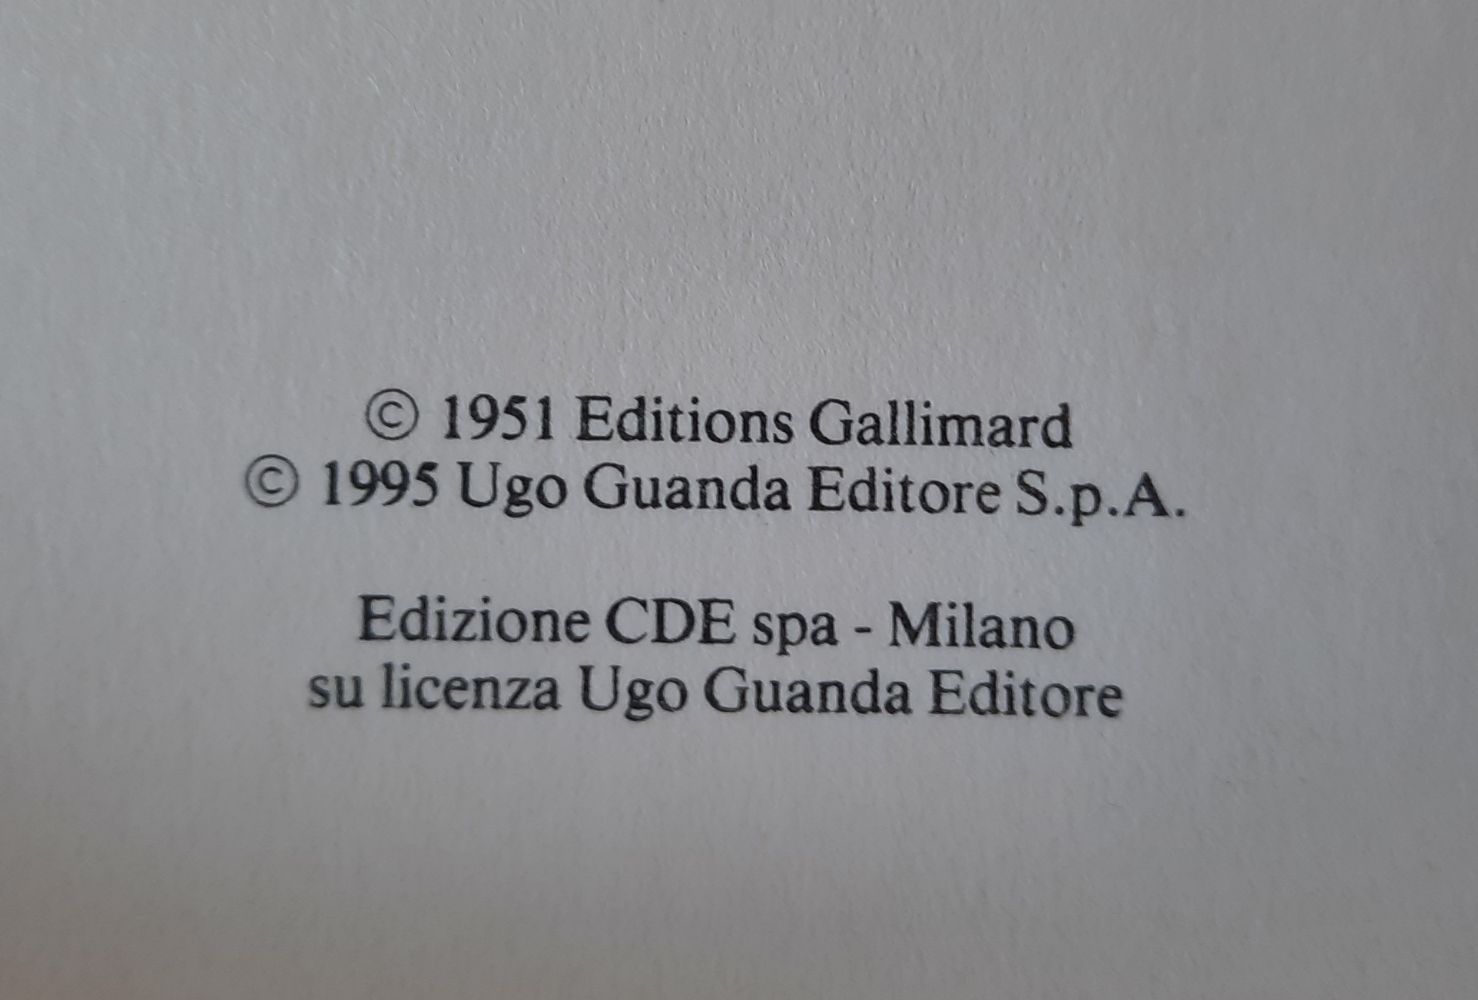 © 1951 Editions Gallimard
© 1995 Ugo Guanda Editore S.p.A.
Edizione CDE spa - Milano
su licenza Ugo Guanda Editore